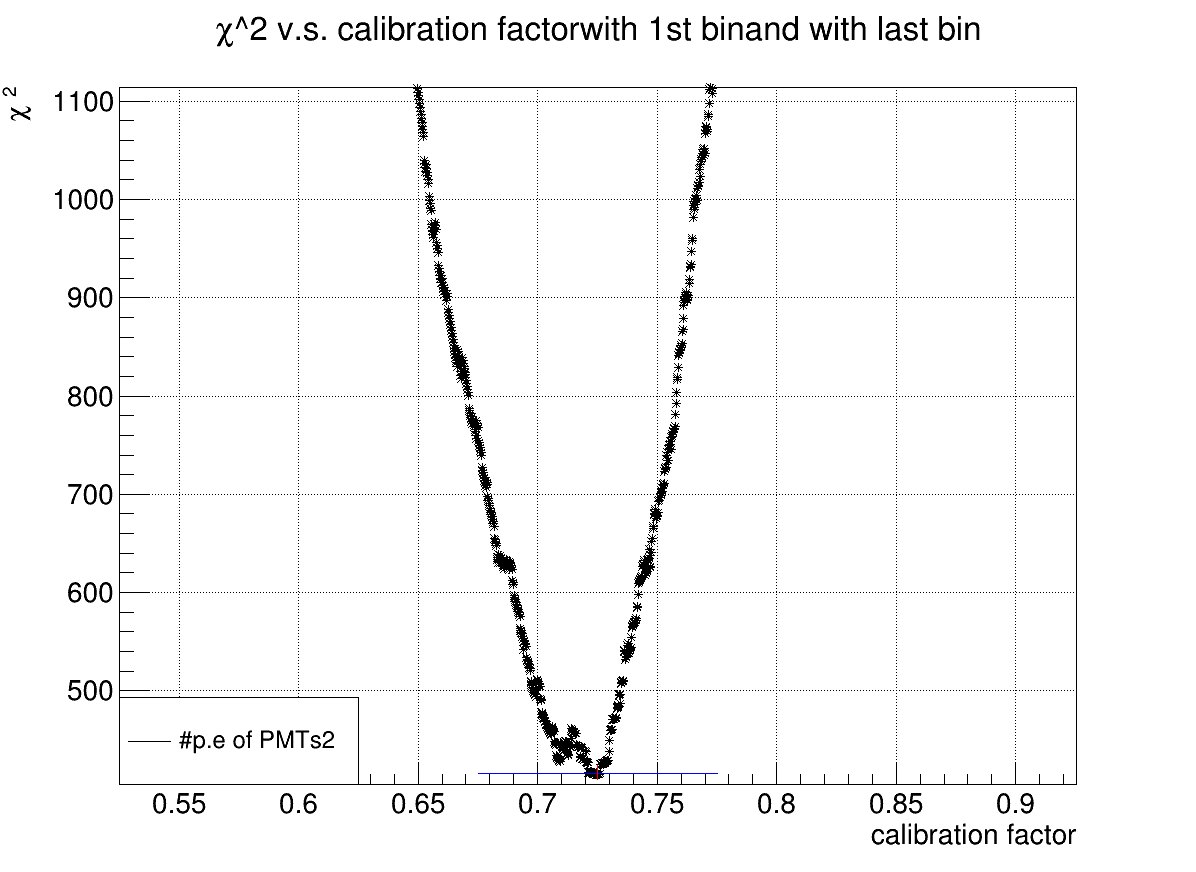 χ^2 v.s. calibration factorwith 1st binand with last bin
χ²
1100
1000
900
800
700
600
500
#p.e of PMTs2
0.55 0.6 0.65 0.7 0.75 0.8 0.85 0.9
calibration factor